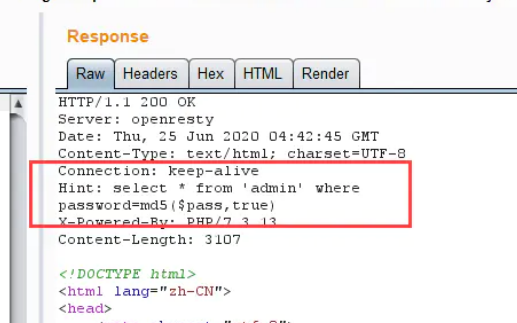 Response
Raw Headers Hex HTML Render
HTTP/1.1 200 OK
Server: openresty
Date: Thu, 25 Jun 2020 04:42:45 GMT
Content-Type: text/html; charset=UTF-8
Connection: keep-alive
Hint: select * from 'admin' where
password=md5($pass,true)
X-Powered-By: PHP/7.3.13
Content-Length: 3107
<!DOCTYPE html>
<html lang="zh-CN">
<head>